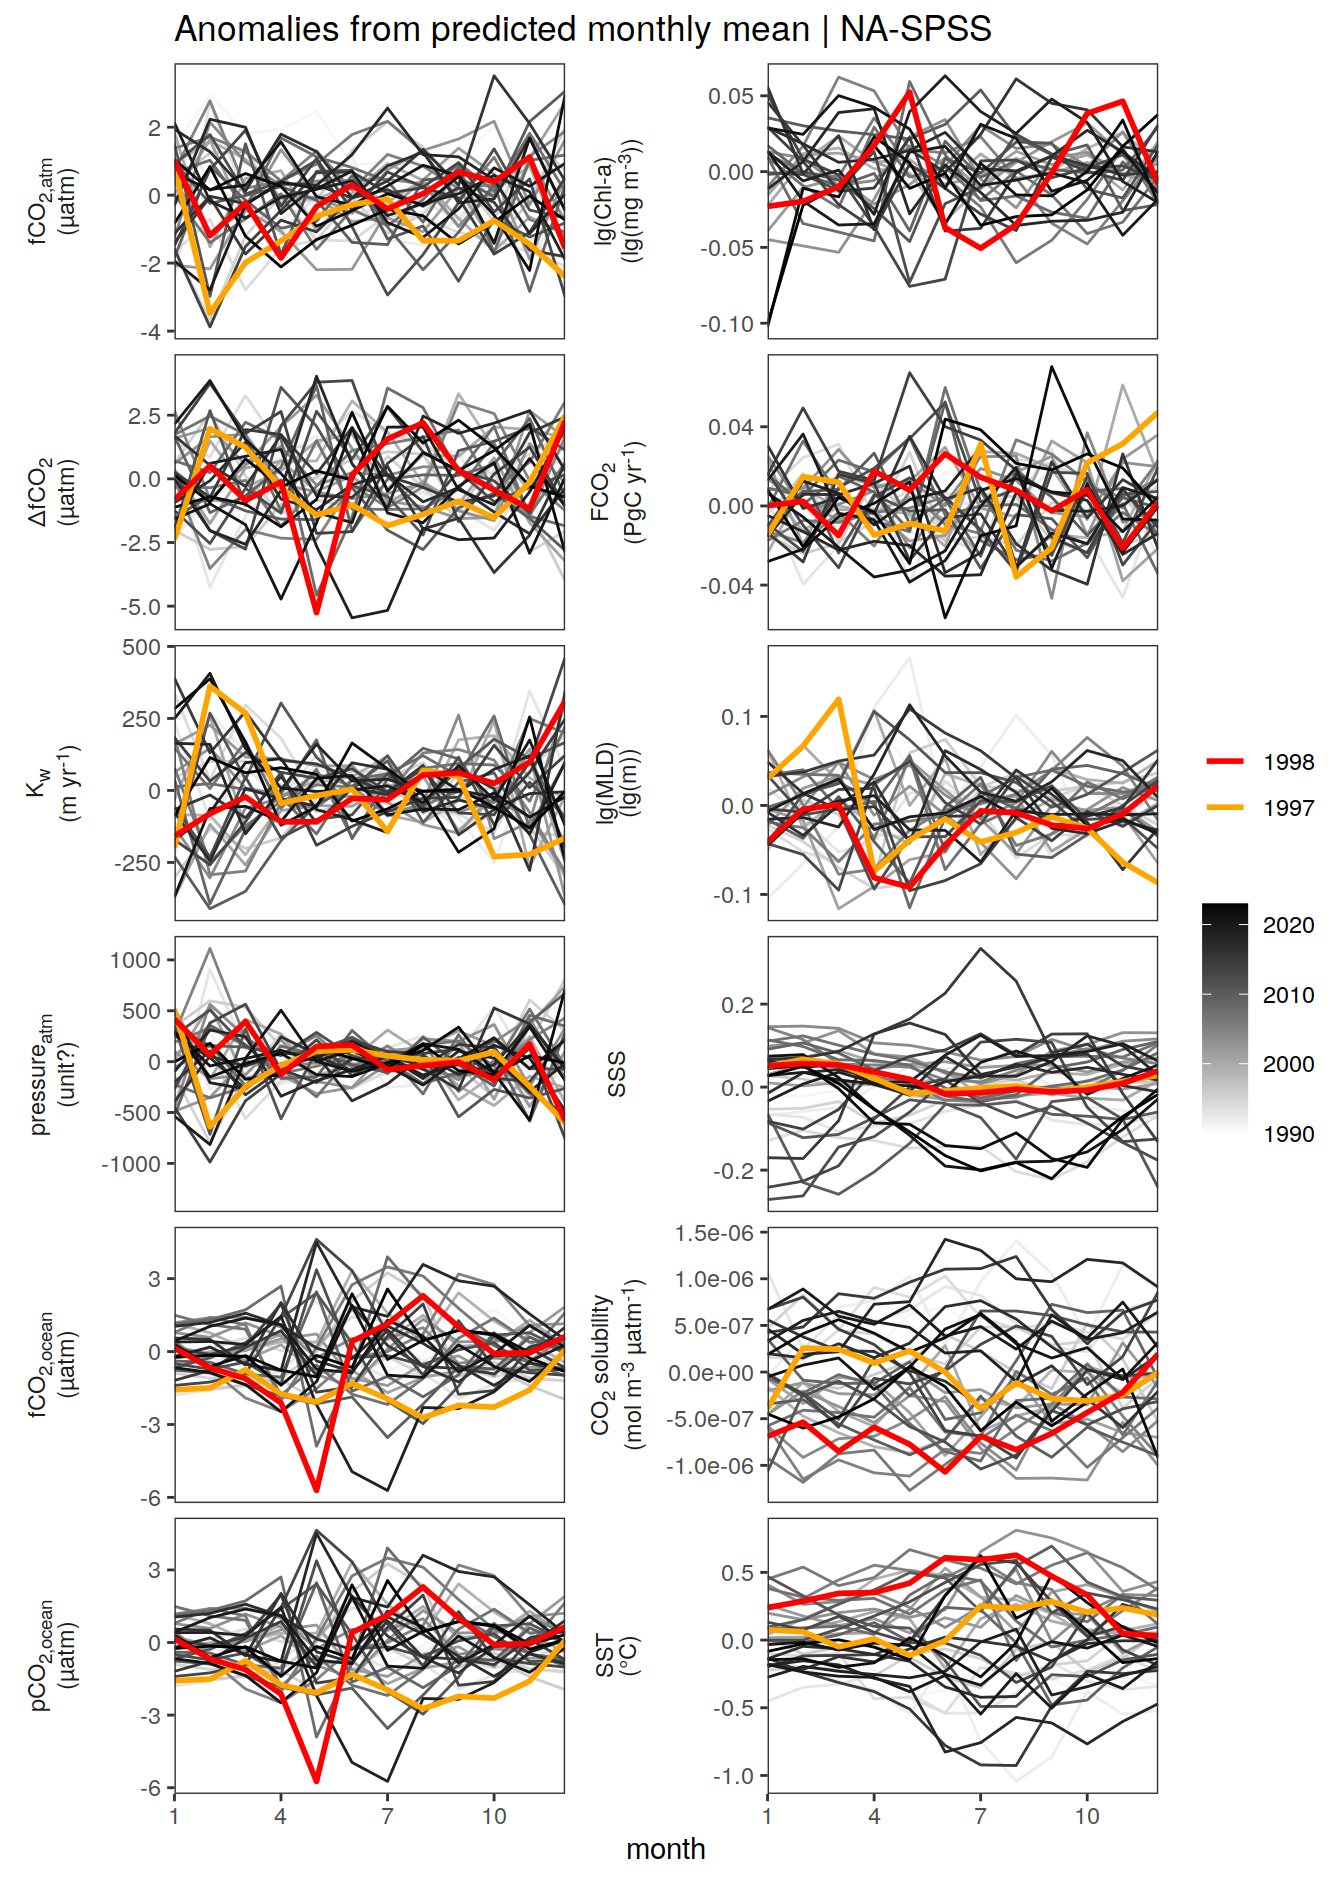 Anomalies from predicted monthly mean | NA-SPSS
fCO2,atm
(µatm)
2
0
-2
-4
lg(Chl-a)
(lg(mg m-3))
0.05
0.00
-0.05
-0.10
ΔfCO2
(µatm)
2.5
0.0
-2.5
-5.0
FCO2
(PgC yr-1)
0.04
0.00
-0.04
Kw
(m yr-1)
500
250
0
-250
lg(MLD)
(lg(m))
0.1
0.0
-0.1
pressureatm
(unit?)
1000
500
0
-500
-1000
SSS
0.2
0.0
-0.2
fCO2,ocean
(µatm)
3
0
-3
-6
CO2 solubility
(mol m-3 µatm-1)
1.5e-06
1.0e-06
5.0e-07
0.0e+00
-5.0e-07
-1.0e-06
pCO2,ocean
(µatm)
3
0
-3
-6
SST
(°C)
0.5
0.0
-0.5
-1.0
1 4 7 10
1 4 7 10
month
1998
1997
2020
2010
2000
1990